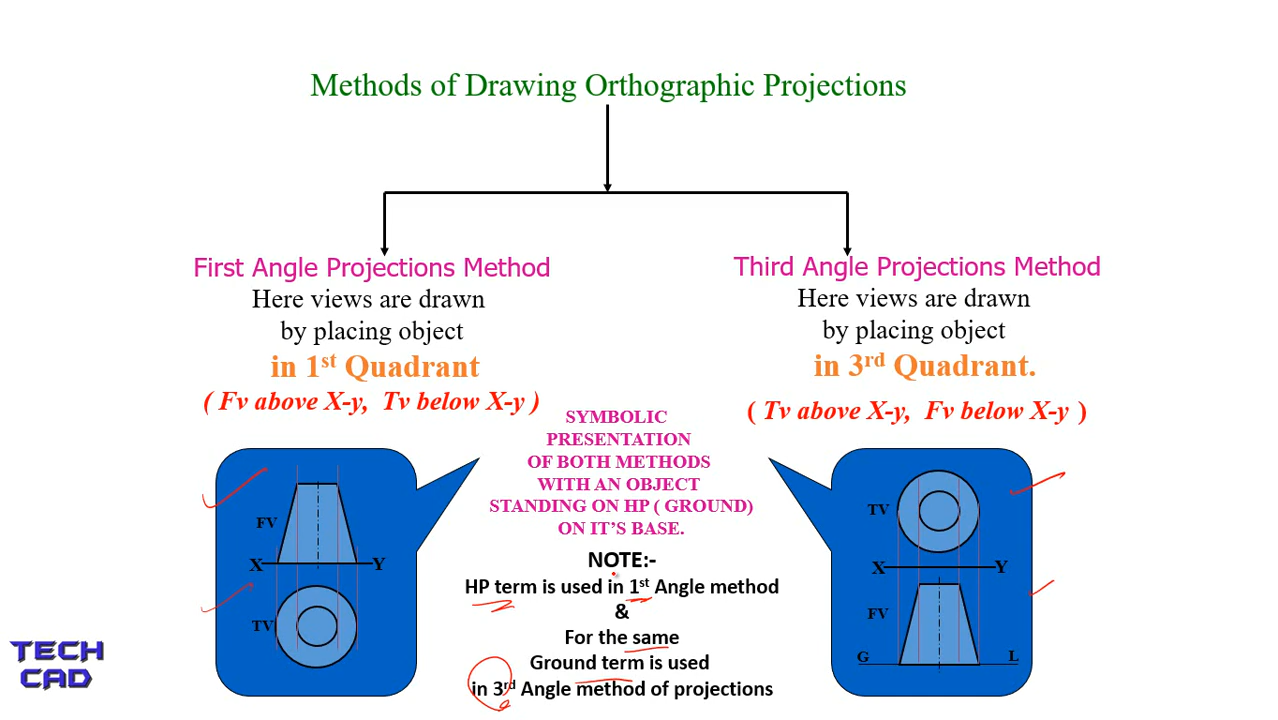 Methods of Drawing Orthographic Projections
First Angle Projections Method
Here views are drawn
by placing object
in 1st Quadrant
( Fv above X-y, Tv below X-y )
Third Angle Projections Method
Here views are drawn
by placing object
in 3rd Quadrant.
( Tv above X-y, Fv below X-y )
SYMBOLIC
PRESENTATION
OF BOTH METHODS
WITH AN OBJECT
STANDING ON HP ( GROUND)
ON IT’S BASE.
NOTE:-
HP term is used in 1st Angle method
&
For the same
Ground term is used
in 3rd Angle method of projections
FV
X Y
TV
TV
X Y
FV
G L
TECH
CAD